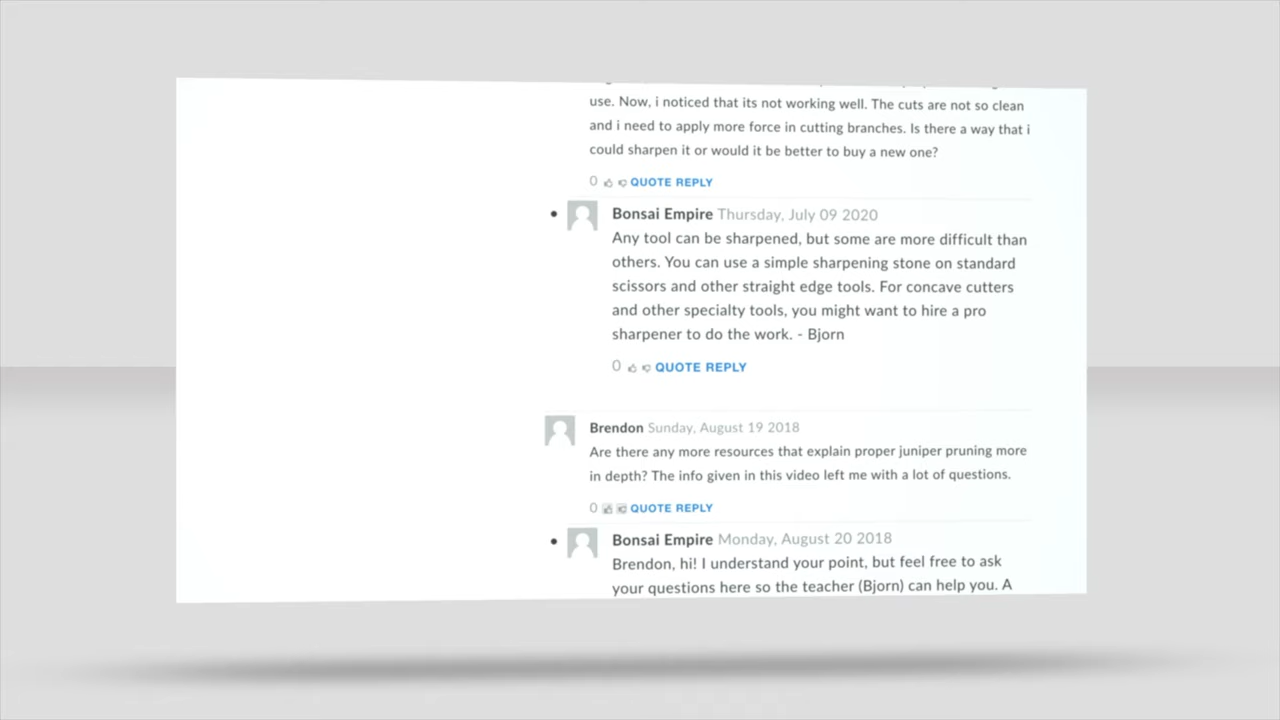 use. Now, i noticed that its not working well. The cuts are not so clean
and i need to apply more force in cutting branches. Is there a way that i
could sharpen it or would it be better to buy a new one?
0 QUOTE REPLY
Bonsai Empire Thursday, July 09 2020
Any tool can be sharpened, but some are more difficult than
others. You can use a simple sharpening stone on standard
scissors and other straight edge tools. For concave cutters
and other specialty tools, you might want to hire a pro
sharpener to do the work. - Bjorn
0 QUOTE REPLY
Brendon Sunday, August 19 2018
Are there any more resources that explain proper juniper pruning more
in depth? The info given in this video left me with a lot of questions.
0 QUOTE REPLY
Bonsai Empire Monday, August 20 2018
Brendon, hi! I understand your point, but feel free to ask
your questions here so the teacher (Bjorn) can help you. A